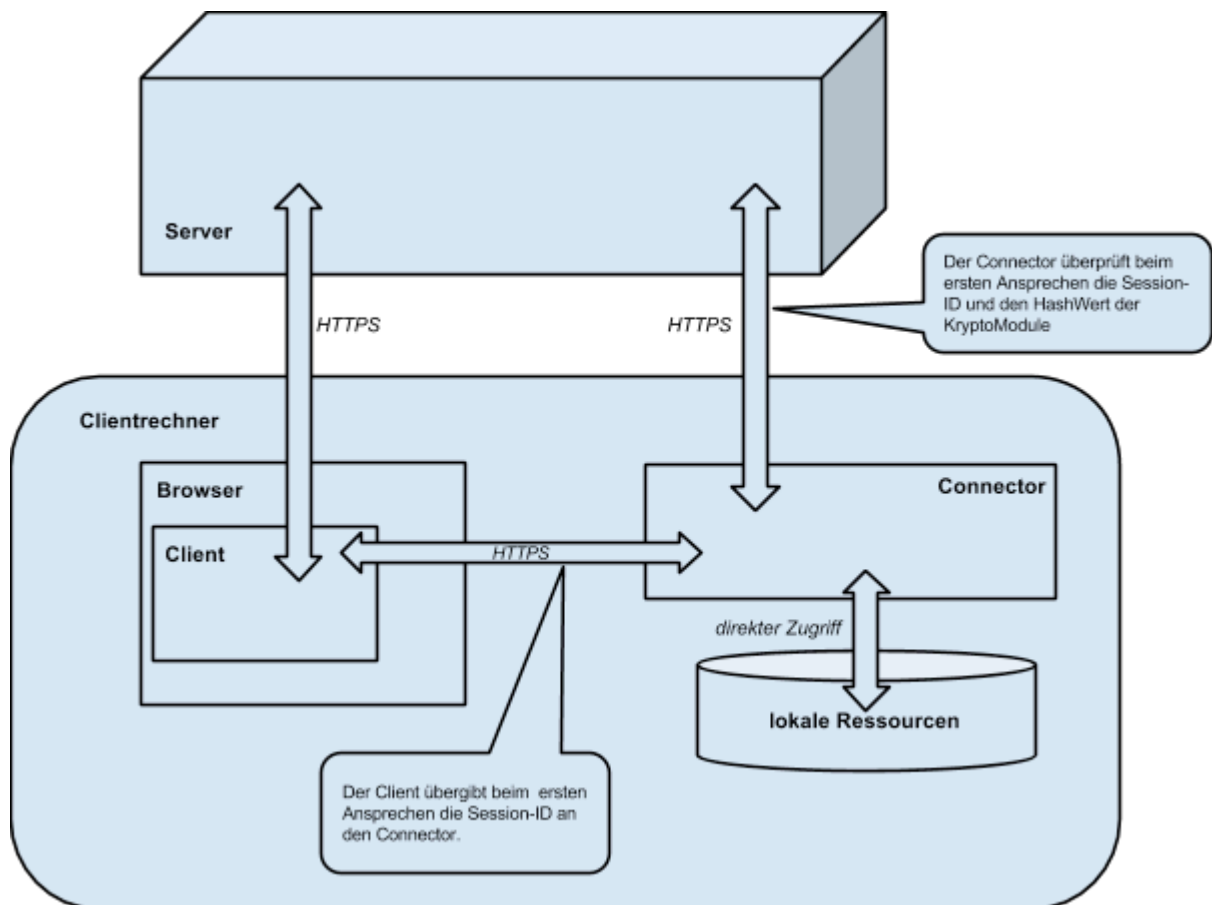 Server
Der Connector überprüft beim
ersten Ansprechen die Session-
ID und den HashWert der
KryptoModule
HTTPS
HTTPS
Clientrechner
Browser
Connector
Client
HTTPS
direkter Zugriff
lokale Ressourcen
Der Client übergibt beim ersten
Ansprechen die Session-ID an
den Connector.